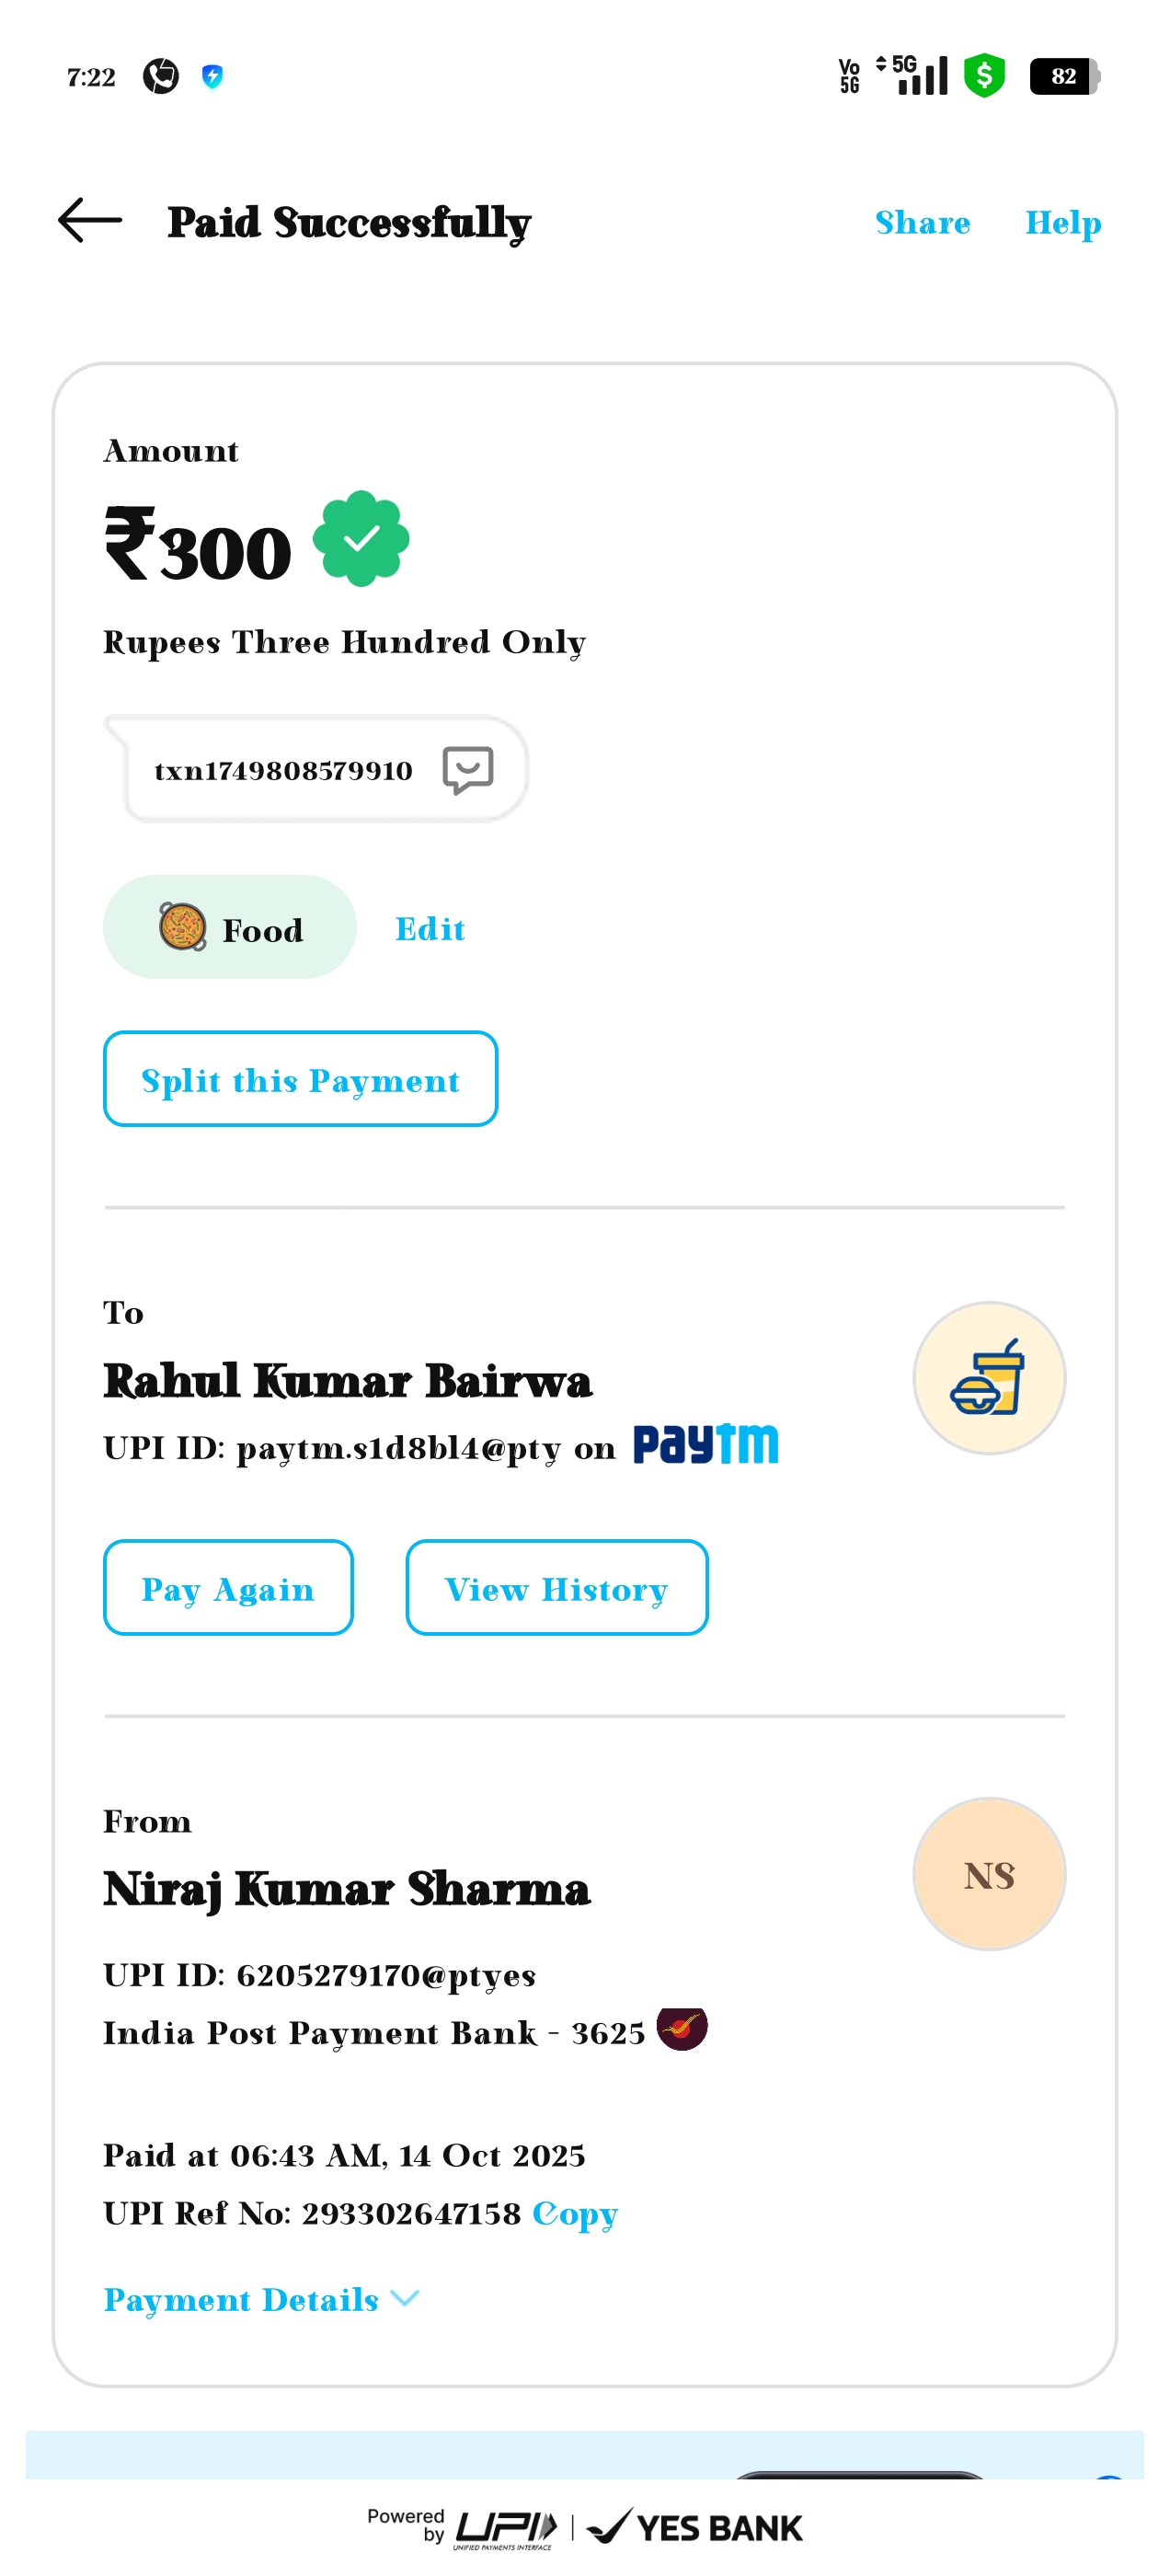 7:22 Vo 5G 5G 82
Paid Successfully Share Help
Amount
₹300
Rupees Three Hundred Only
txn1749808579910
Food Edit
Split this Payment
To
Rahul Kumar Bairwa
UPI ID: paytm.s1d8bl4@pty on paytm
Pay Again View History
From
Niraj Kumar Sharma
NS
UPI ID: 6205279170@ptyes
India Post Payment Bank - 3625
Paid at 06:43 AM, 14 Oct 2025
UPI Ref No: 293302647158 Copy
Payment Details
Powered by UPI UNIFIED PAYMENTS INTERFACE | YES BANK